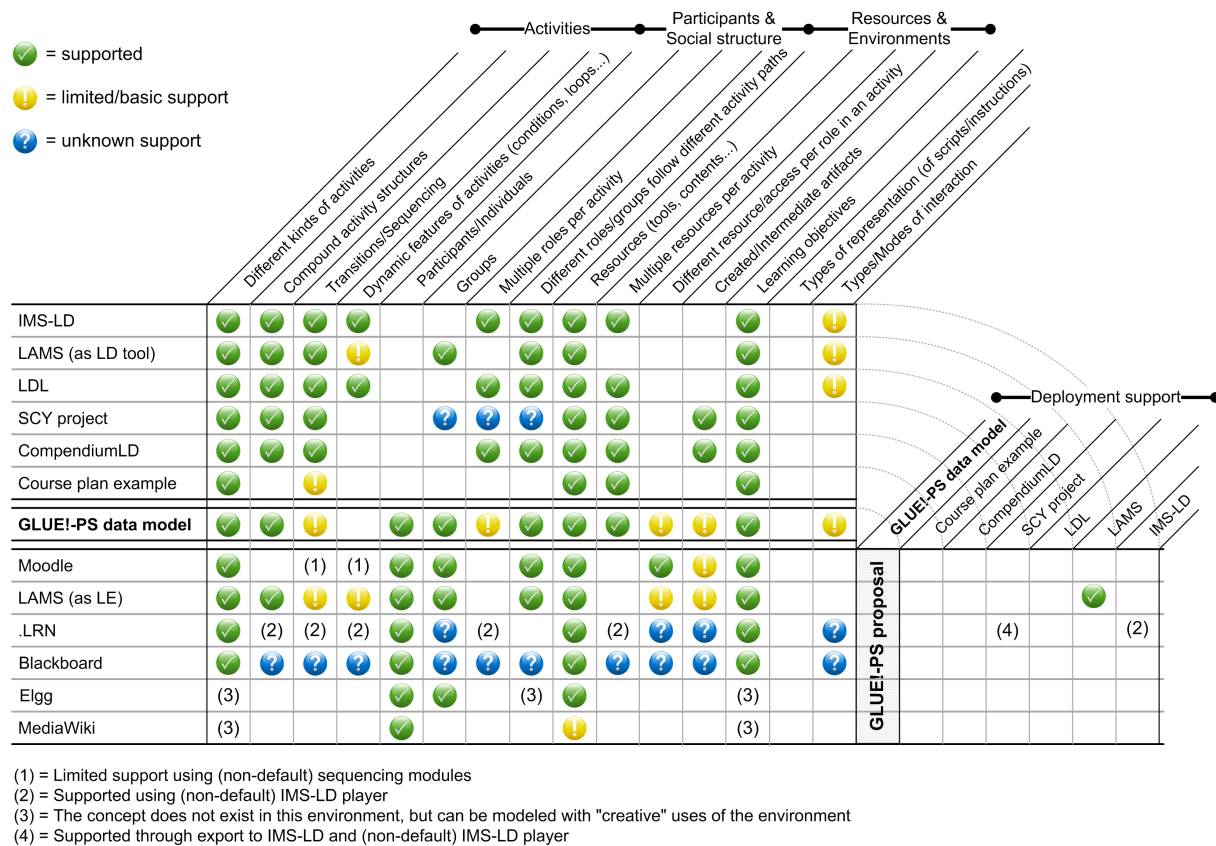 Activities
Participants &
Social structure
Resources &
Environments
= supported
= limited/basic support
= unknown support
Different kinds of activities
Compound activity structures
Transitions/Sequencing
Dynamic features of activities (conditions, loops...)
Participants/Individuals
Groups
Multiple roles per activity
Different roles/groups follow different activity paths
Resources (tools, contents...)
Multiple resources per activity
Different resource/access per role in an activity
Created/Intermediate artifacts
Learning objectives
Types of representation (of scripts/instructions)
Types/Modes of interaction
IMS-LD
LAMS (as LD tool)
LDL
SCY project
CompendiumLD
Course plan example
GLUE!-PS data model
Deployment support
GLUE!-PS data model
Course plan example
CompendiumLD
SCY project
LDL
LAMS
IMS-LD
GLUE!-PS proposal
Moodle (1) (1)
LAMS (as LE)
.LRN (2) (2) (2) (2) (2) (4) (2)
Blackboard
Elgg (3) (3) (3)
MediaWiki (3) (3)
(1) = Limited support using (non-default) sequencing modules
(2) = Supported using (non-default) IMS-LD player
(3) = The concept does not exist in this environment, but can be modeled with "creative" uses of the environment
(4) = Supported through export to IMS-LD and (non-default) IMS-LD player